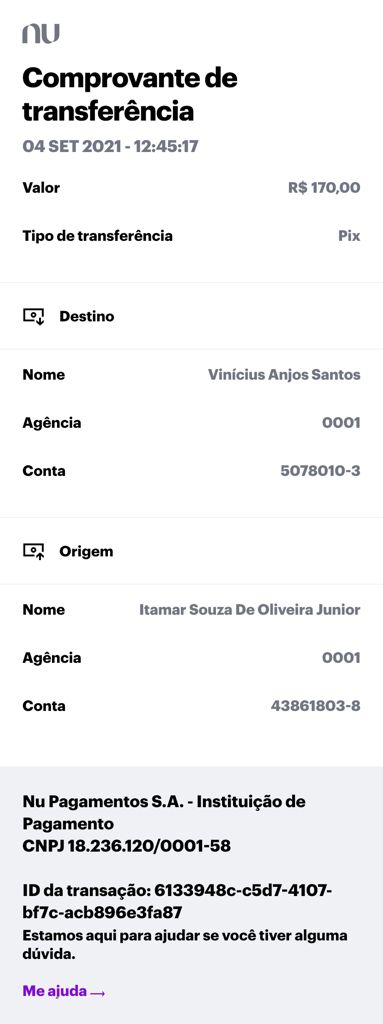 nu
Comprovante de
transferência
04 SET 2021 - 12:45:17
Valor R$ 170,00
Tipo de transferência Pix
Destino
Nome Vinícius Anjos Santos
Agência 0001
Conta 5078010-3
Origem
Nome Itamar Souza De Oliveira Junior
Agência 0001
Conta 43861803-8
Nu Pagamentos S.A. - Instituição de
Pagamento
CNPJ 18.236.120/0001-58
ID da transação: 6133948c-c5d7-4107-
bf7c-acb896e3fa87
Estamos aqui para ajudar se você tiver alguma
dúvida.
Me ajuda →